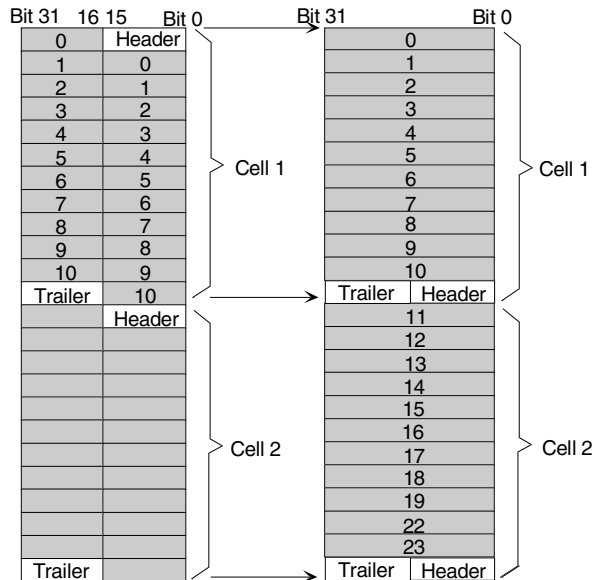 Bit 31 16 15 Bit 0 Bit 31 Bit 0
0 Header 0
1 0 1
2 1 2
3 2 3
4 3 4
5 4 5
6 5 6
7 6 7
8 7 8
9 8 9
10 9 10
Trailer 10 Trailer Header
Cell 1 Cell 1
Header 11
12
13
14
15
16
17
18
19
22
23
Trailer Trailer Header
Cell 2 Cell 2